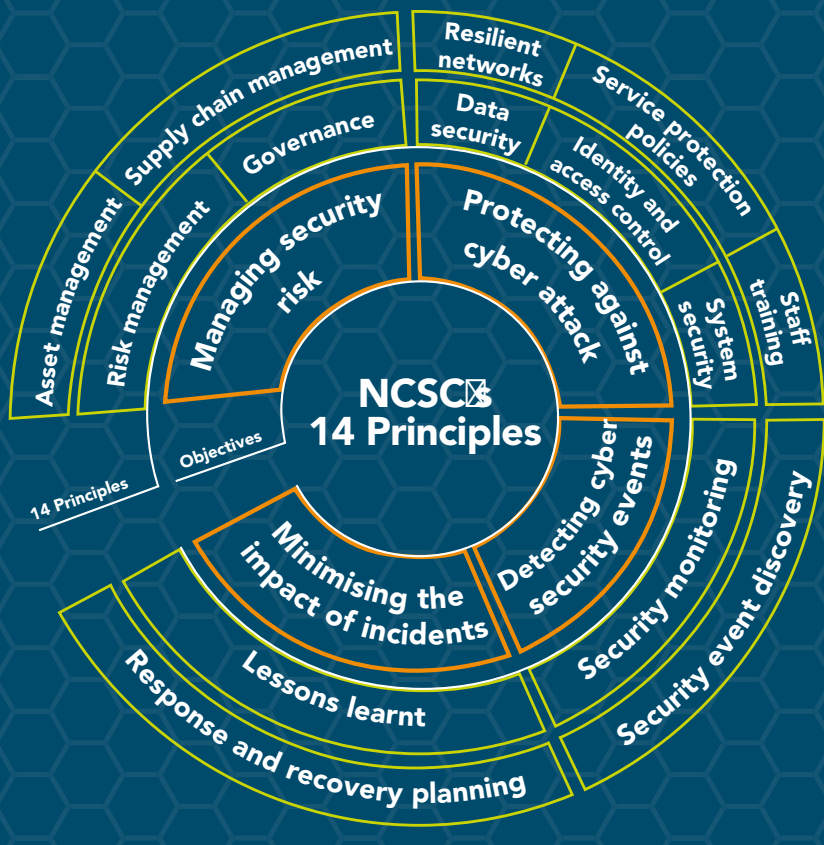 NCSC's
14 Principles
Objectives
14 Principles
Managing security
risk
Protecting against
cyber attack
Detecting cyber
security events
Minimising the
impact of incidents
Asset management
Supply chain management
Risk management
Governance
Resilient
networks
Service protection
policies
Data
security
Identity and
access control
System
security
Staff
training
Security monitoring
Security event discovery
Lessons learnt
Response and recovery planning